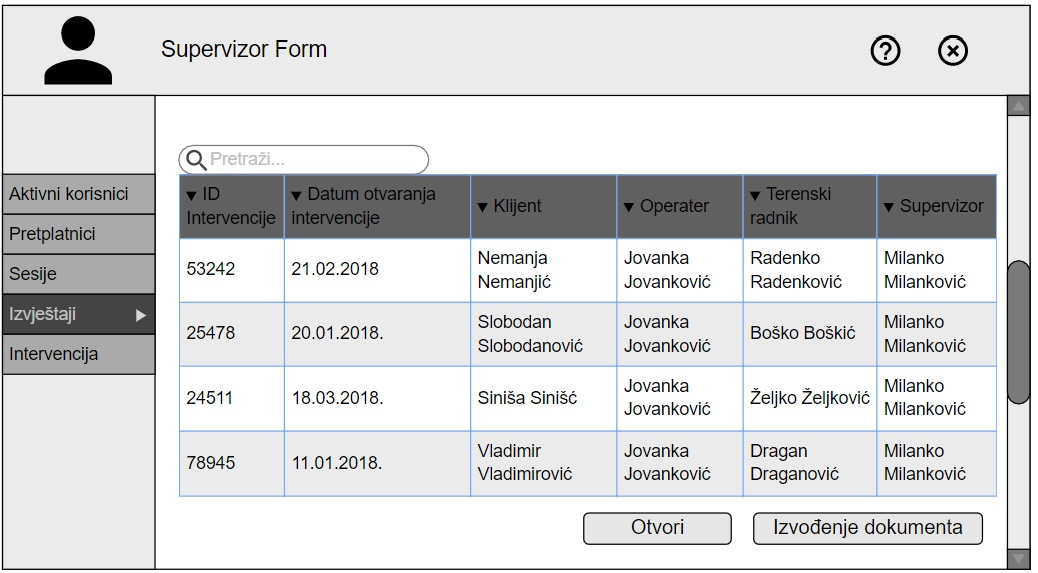 Supervizor Form
Aktivni korisnici
Pretplatnici
Sesije
Izvještaji
Intervencija
Pretraži...
ID Intervencije
Datum otvaranja intervencije
Klijent
Operater
Terenski radnik
Supervizor
53242
21.02.2018
Nemanja Nemanjić
Jovanka Jovanković
Radenko Radenković
Milanko Milanković
25478
20.01.2018.
Slobodan Slobodanović
Jovanka Jovanković
Boško Boškić
Milanko Milanković
24511
18.03.2018.
Siniša Sinišć
Jovanka Jovanković
Željko Željković
Milanko Milanković
78945
11.01.2018.
Vladimir Vladimirović
Jovanka Jovanković
Dragan Draganović
Milanko Milanković
Otvori
Izvođenje dokumenta